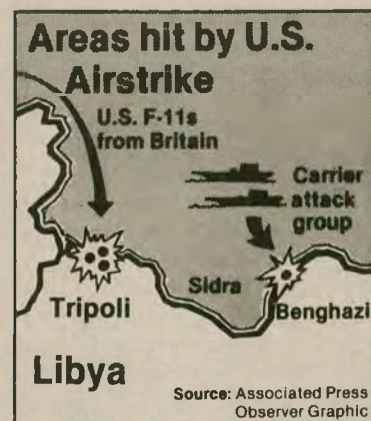 Areas hit by U.S.
Airstrike
U.S. F-11s
from Britain
Carrier
attack
group
Sidra
Tripoli
Benghazi
Libya
Source: Associated Press
Observer Graphic